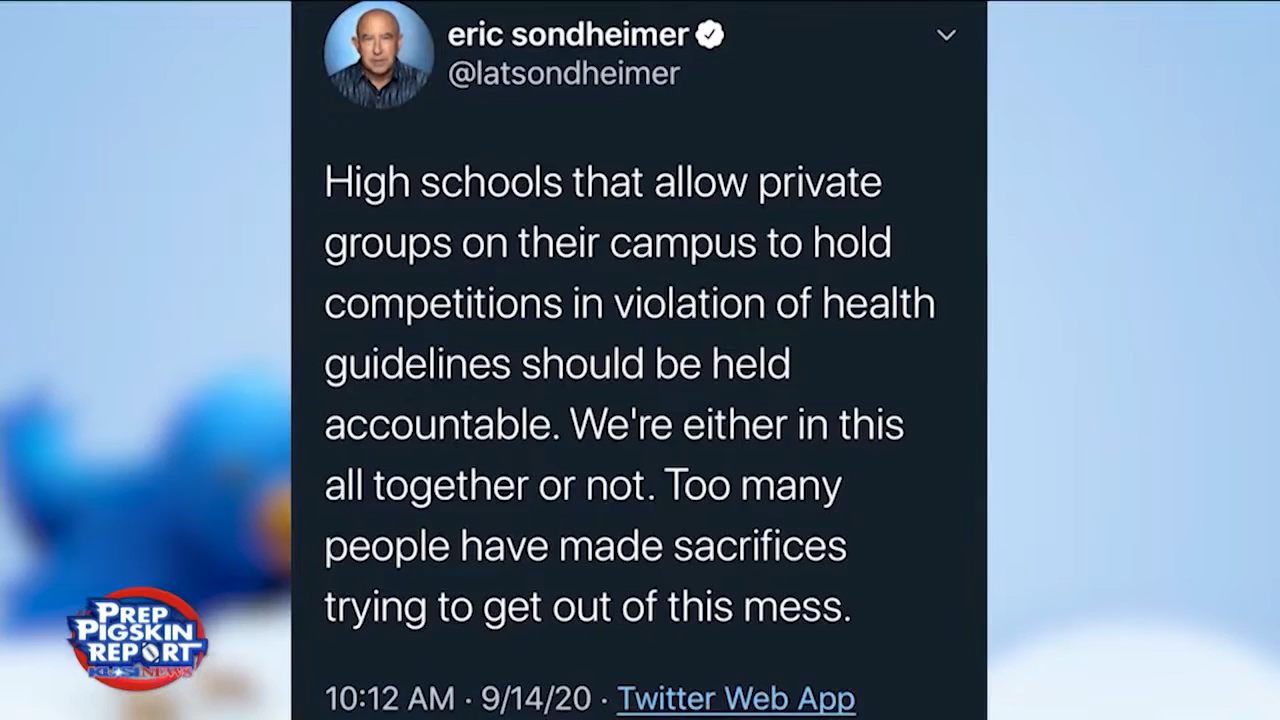 eric sondheimer
@latsondheimer
High schools that allow private
groups on their campus to hold
competitions in violation of health
guidelines should be held
accountable. We're either in this
all together or not. Too many
people have made sacrifices
trying to get out of this mess.
10:12 AM · 9/14/20 · Twitter Web App
PREP
PIGSKIN
REPORT
KUSI NEWS